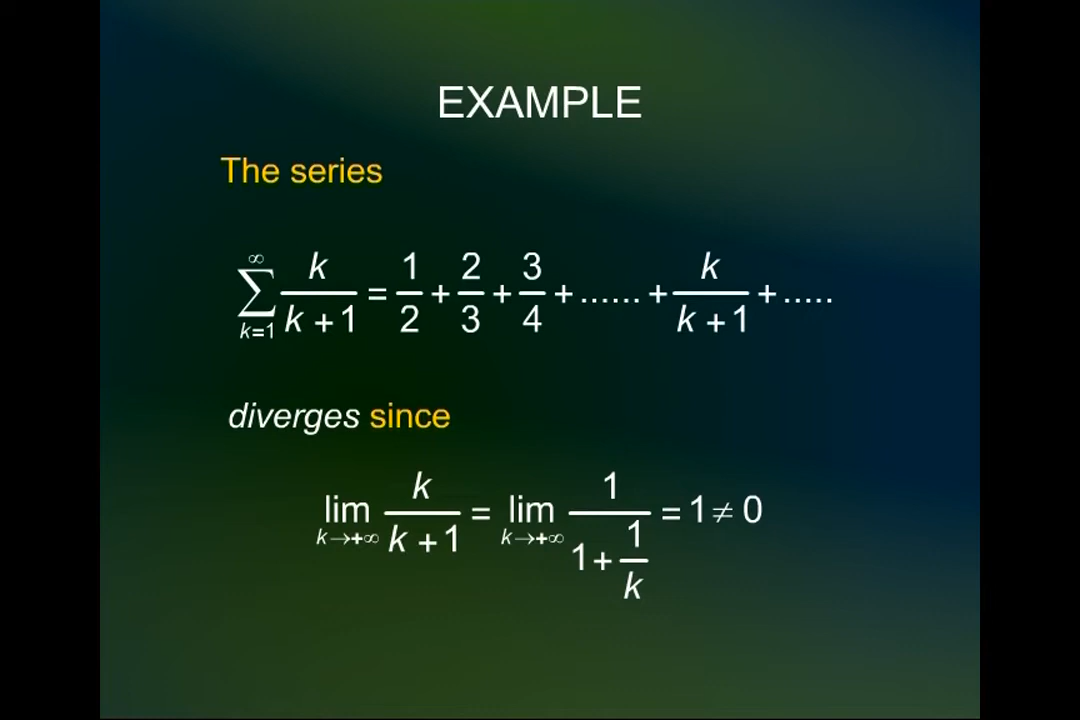 EXAMPLE
The series
∞ ∑ k=1 k/(k+1) = 1/2 + 2/3 + 3/4 + ...... + k/(k+1) + .....
diverges since
lim k→+∞ k/(k+1) = lim k→+∞ 1/(1+1/k) = 1 ≠ 0